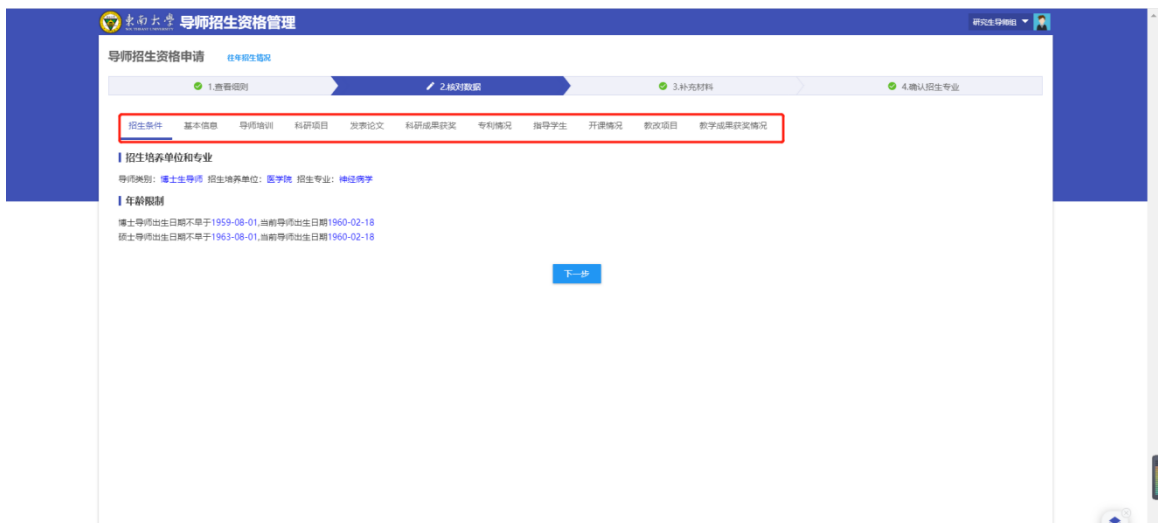 東南大學 导师招生资格管理
研究生导师组
导师招生资格申请 往年招生情况
1.查看细则 2.核对数据 3.补充材料 4.确认招生专业
招生条件 基本信息 导师培训 科研项目 发表论文 科研成果获奖 专利情况 指导学生 开课情况 教改项目 教学成果获奖情况
招生培养单位和专业
导师类别：博士生导师 招生培养单位：医学院 招生专业：神经病学
年龄限制
博士导师出生日期不早于1959-08-01,当前导师出生日期1960-02-18
硕士导师出生日期不早于1963-08-01,当前导师出生日期1960-02-18
下一步